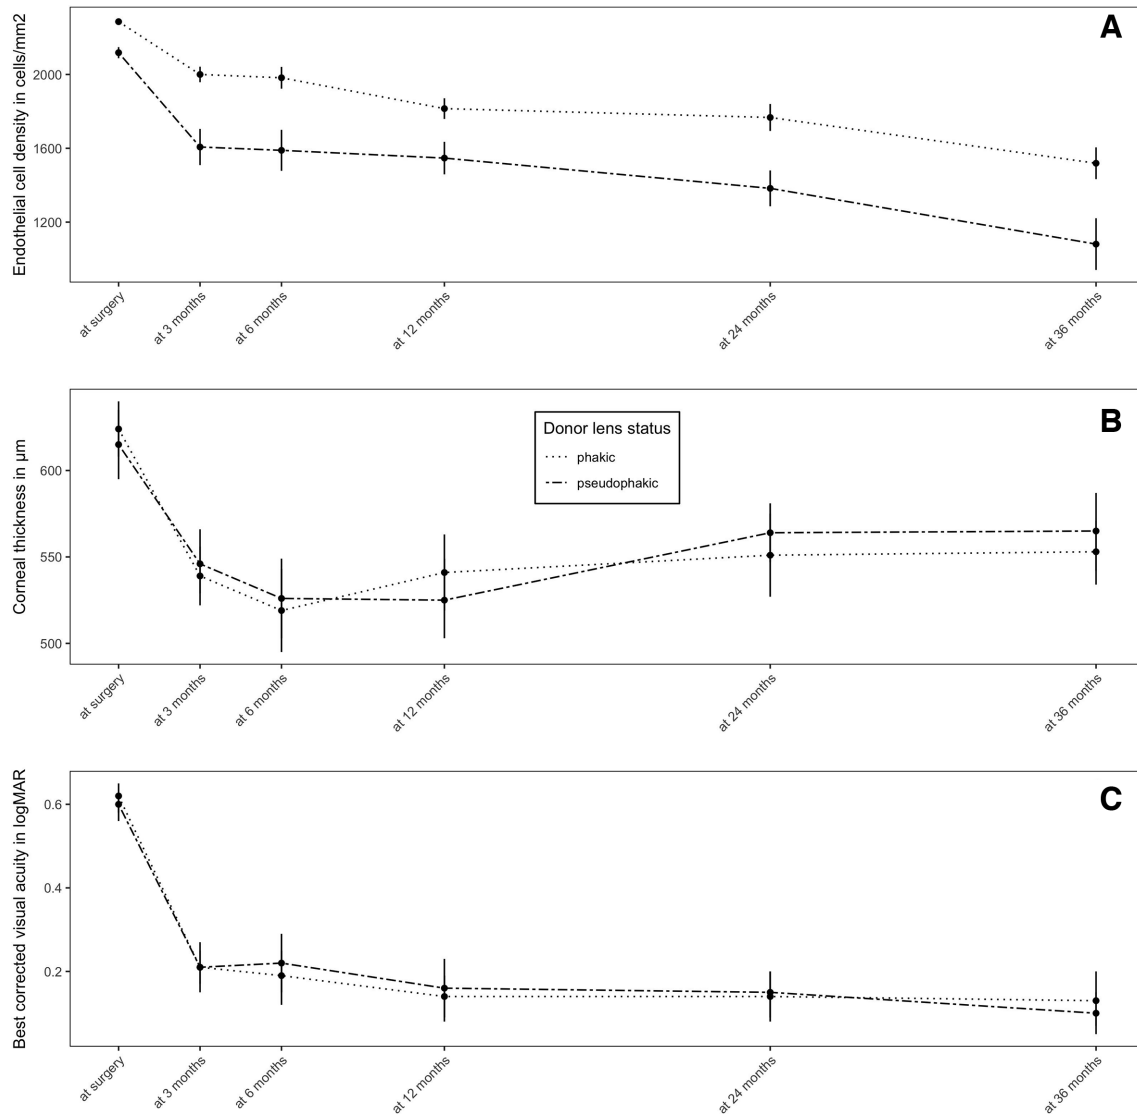 A
Endothelial cell density in cells/mm2
2000
1600
1200
at surgery
at 3 months
at 6 months
at 12 months
at 24 months
at 36 months
B
Corneal thickness in µm
600
550
500
Donor lens status
phakic
pseudophakic
at surgery
at 3 months
at 6 months
at 12 months
at 24 months
at 36 months
C
Best corrected visual acuity in logMAR
0.6
0.4
0.2
at surgery
at 3 months
at 6 months
at 12 months
at 24 months
at 36 months